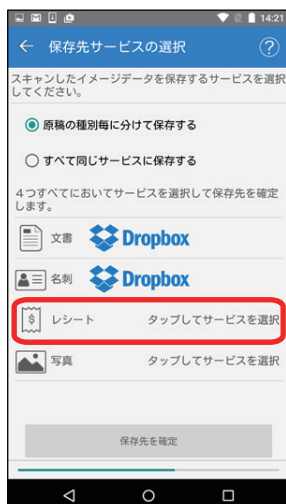 14:21
保存先サービスの選択
スキャンしたイメージデータを保存するサービスを選択
してください。
原稿の種別毎に分けて保存する
すべて同じサービスに保存する
4つすべてにおいてサービスを選択して保存先を確定
します。
文書 Dropbox
名刺 Dropbox
レシート タップしてサービスを選択
写真 タップしてサービスを選択
保存先を確定